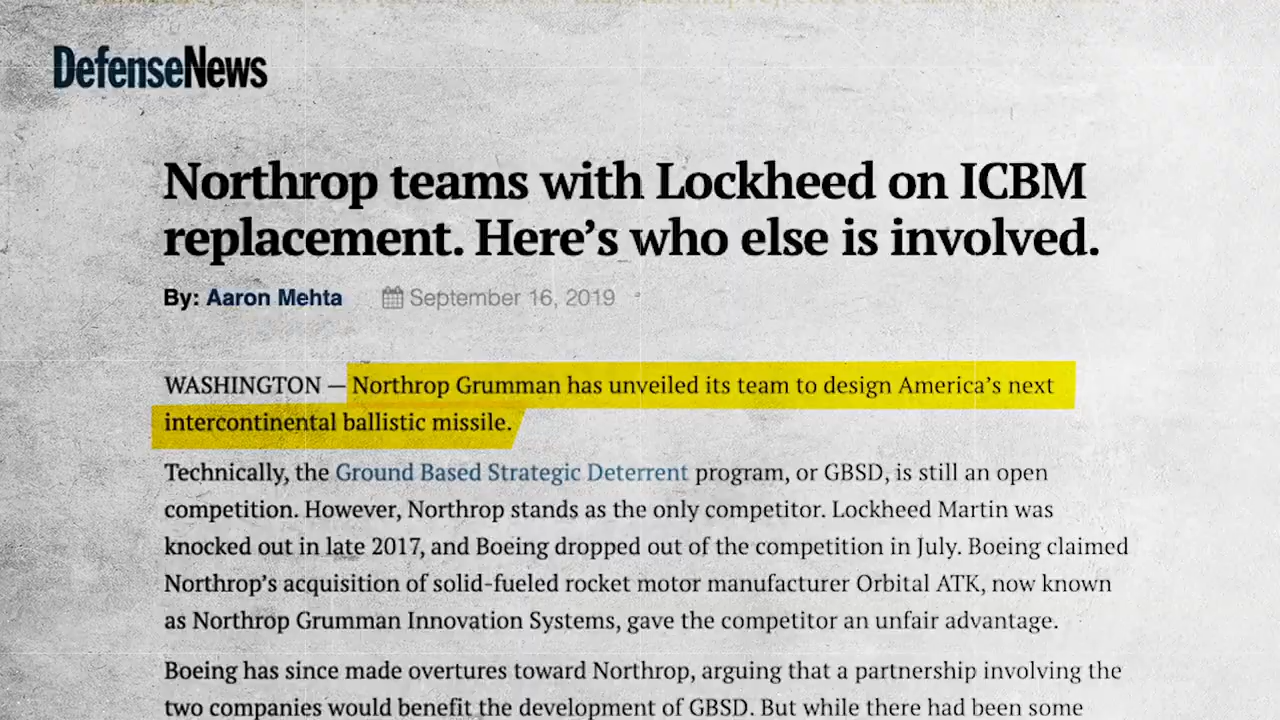 DefenseNews
Northrop teams with Lockheed on ICBM
replacement. Here's who else is involved.
By: Aaron Mehta September 16, 2019
WASHINGTON — Northrop Grumman has unveiled its team to design America's next
intercontinental ballistic missile.
Technically, the Ground Based Strategic Deterrent program, or GBSD, is still an open
competition. However, Northrop stands as the only competitor. Lockheed Martin was
knocked out in late 2017, and Boeing dropped out of the competition in July. Boeing claimed
Northrop's acquisition of solid-fueled rocket motor manufacturer Orbital ATK, now known
as Northrop Grumman Innovation Systems, gave the competitor an unfair advantage.
Boeing has since made overtures toward Northrop, arguing that a partnership involving the
two companies would benefit the development of GBSD. But while there had been some